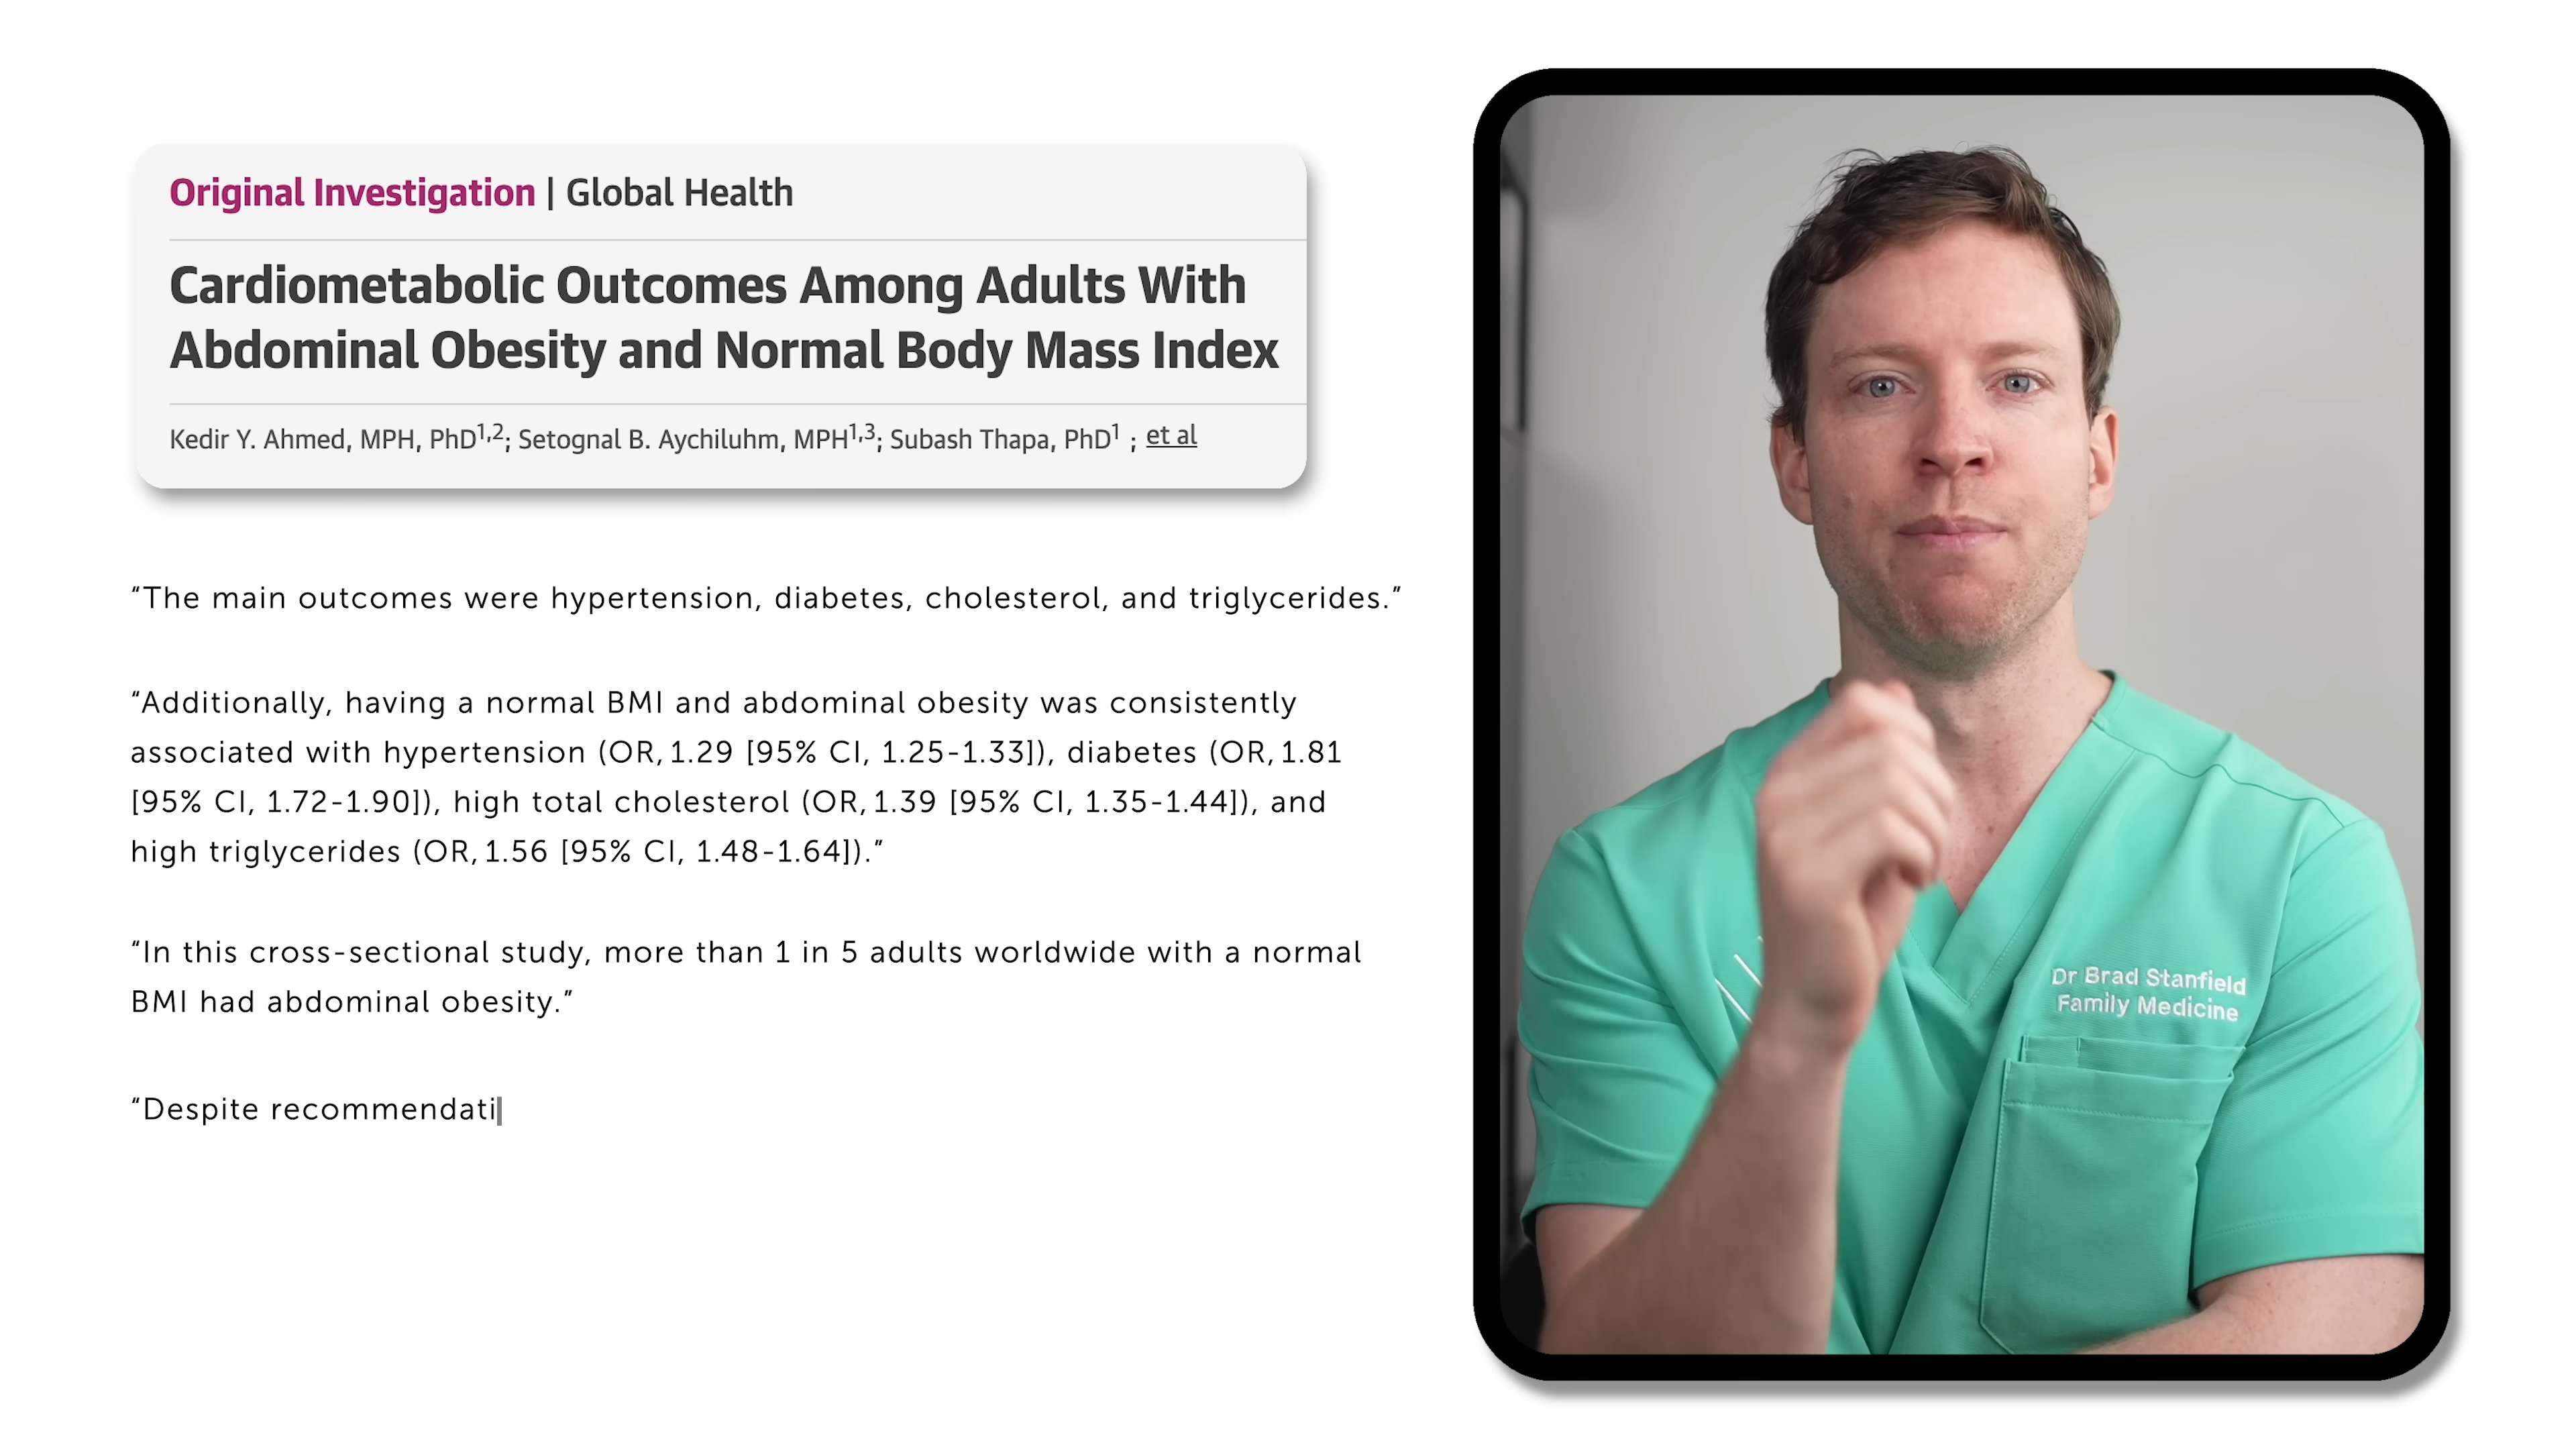 Original Investigation | Global Health
Cardiometabolic Outcomes Among Adults With
Abdominal Obesity and Normal Body Mass Index
Kedir Y. Ahmed, MPH, PhD1,2; Setognal B. Aychiluhm, MPH1,3; Subash Thapa, PhD1 ; et al
“The main outcomes were hypertension, diabetes, cholesterol, and triglycerides.”
“Additionally, having a normal BMI and abdominal obesity was consistently
associated with hypertension (OR, 1.29 [95% CI, 1.25-1.33]), diabetes (OR, 1.81
[95% CI, 1.72-1.90]), high total cholesterol (OR, 1.39 [95% CI, 1.35-1.44]), and
high triglycerides (OR, 1.56 [95% CI, 1.48-1.64]).”
“In this cross-sectional study, more than 1 in 5 adults worldwide with a normal
BMI had abdominal obesity.”
“Despite recommendati
Dr Brad Stanfield
Family Medicine